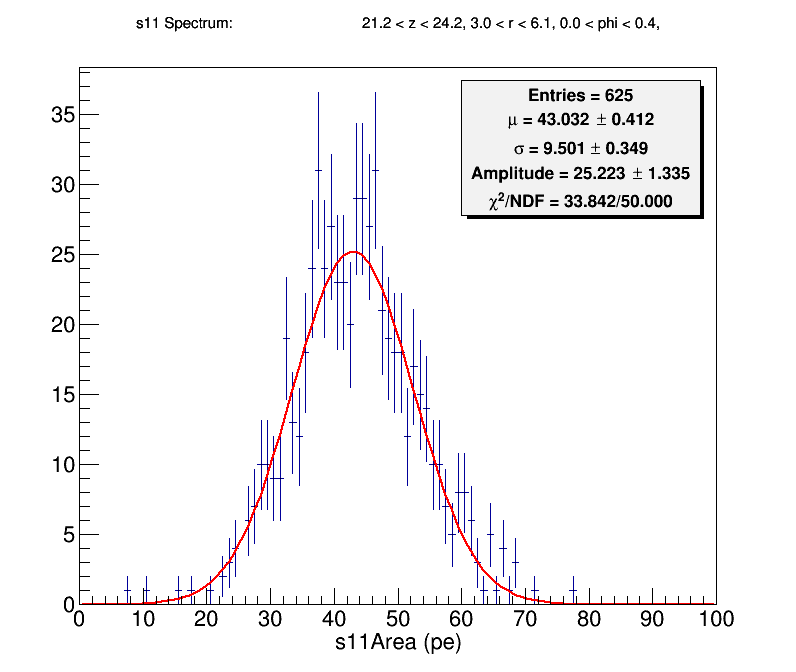 s11 Spectrum: 21.2 < z < 24.2, 3.0 < r < 6.1, 0.0 < phi < 0.4,
Entries = 625
μ = 43.032 ± 0.412
σ = 9.501 ± 0.349
Amplitude = 25.223 ± 1.335
χ²/NDF = 33.842/50.000
35
30
25
20
15
10
5
0
0 10 20 30 40 50 60 70 80 90 100
s11Area (pe)